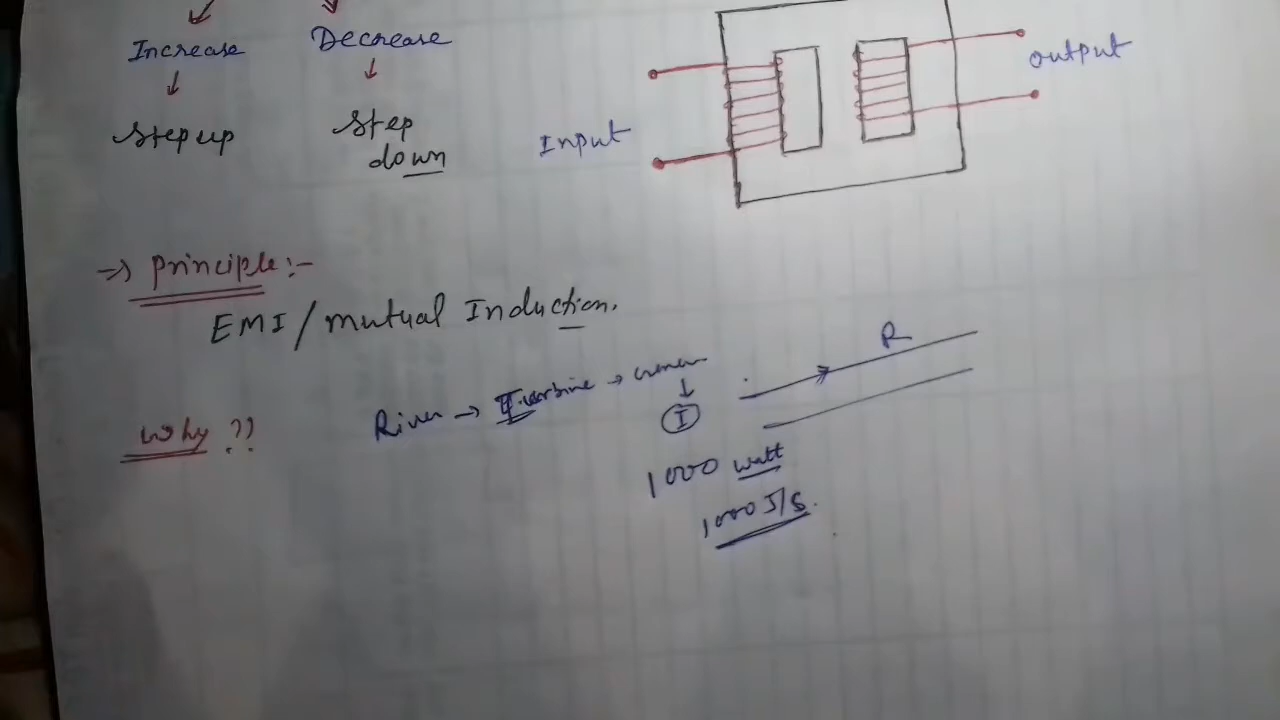 Increase
Decrease
Step up
Step
down
Input
Output
=> Principle:-
EMI / mutual Induction.
Why ??
River → Turbine →
I
R
1000 watt
1000 J/s.